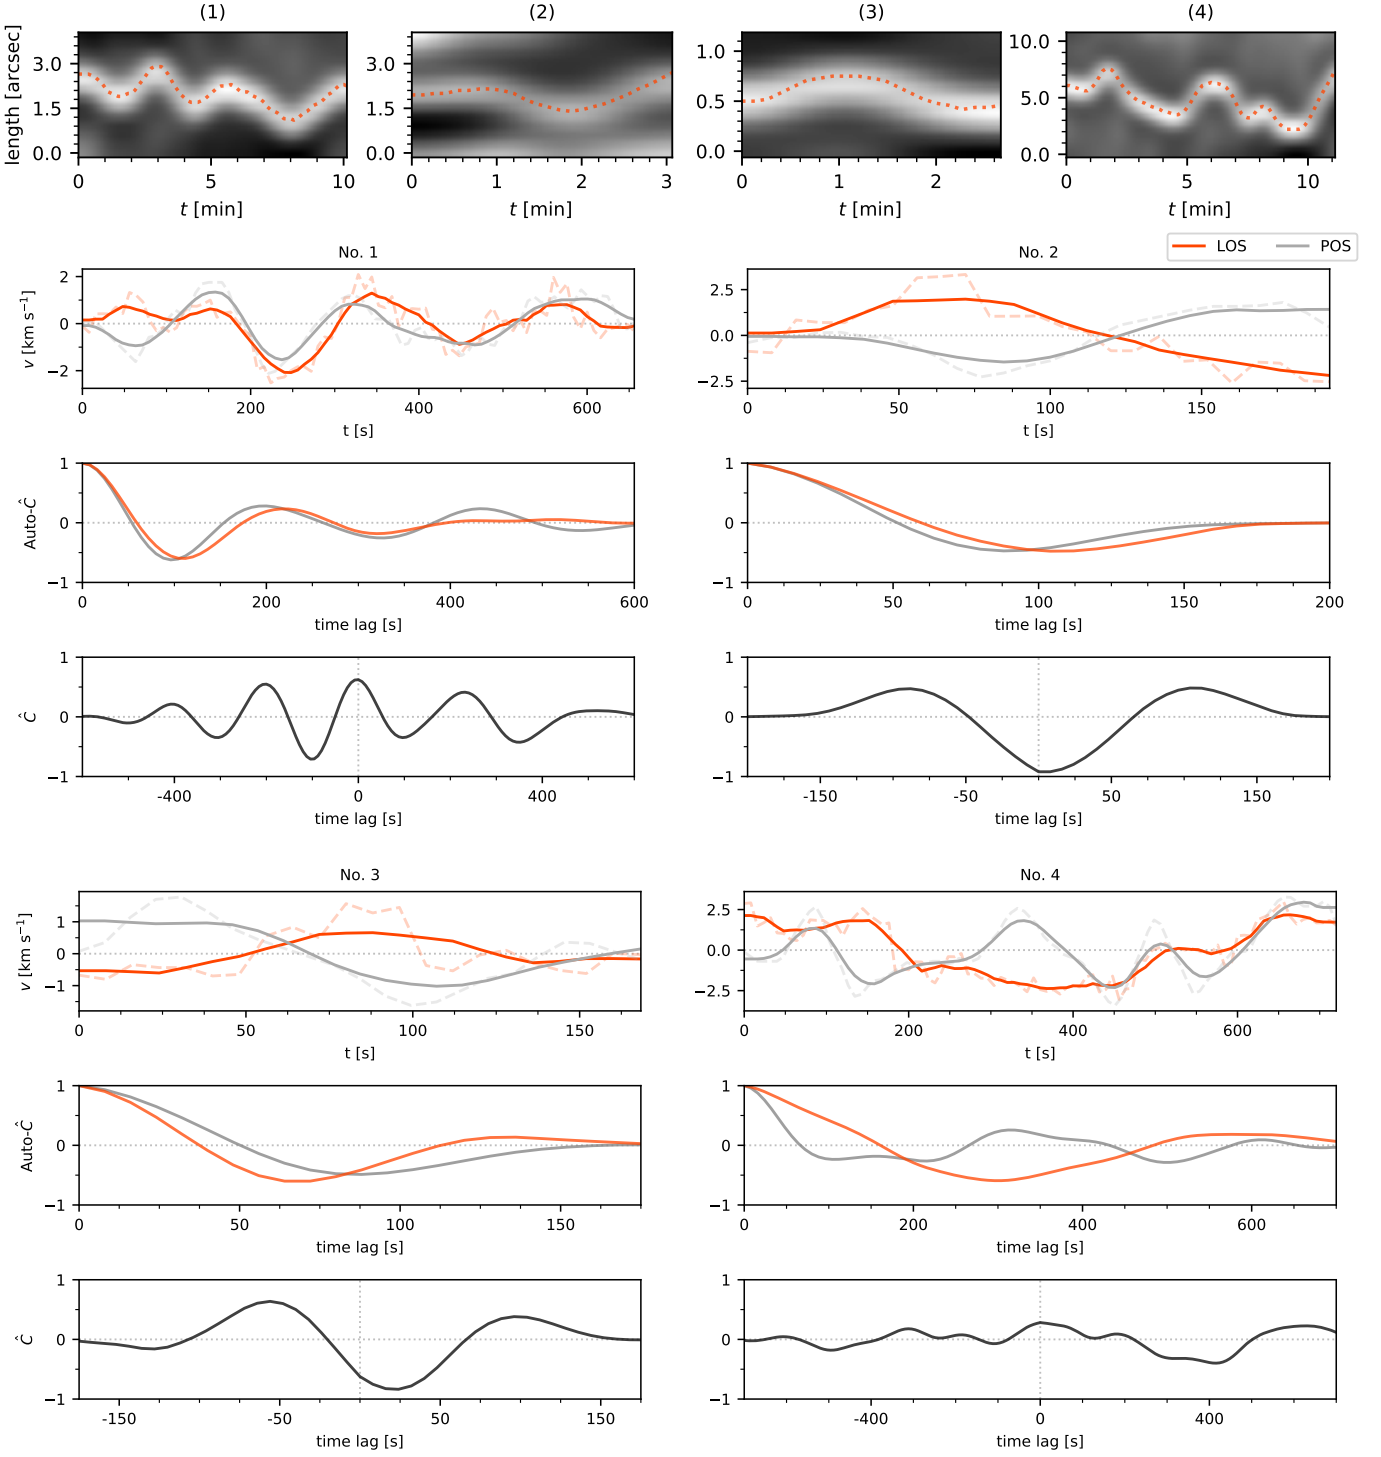 (1) (2) (3) (4)
length [arcsec]
3.0 1.5 0.0
3.0 1.5 0.0
1.0 0.5 0.0
10.0 5.0 0.0
0 5 10
0 1 2 3
0 1 2
0 5 10
t [min] t [min] t [min] t [min]
LOS POS
No. 1
v [km s⁻¹]
2 0 −2
0 200 400 600
t [s]
No. 2
2.5 0.0 −2.5
0 50 100 150
t [s]
Auto-Ĉ
1 0 −1
0 200 400 600
time lag [s]
1 0 −1
0 50 100 150 200
time lag [s]
Ĉ
1 0 −1
-400 0 400
time lag [s]
1 0 −1
-150 -50 50 150
time lag [s]
No. 3
v [km s⁻¹]
1 0 −1
0 50 100 150
t [s]
No. 4
2.5 0.0 −2.5
0 200 400 600
t [s]
Auto-Ĉ
1 0 −1
0 50 100 150
time lag [s]
1 0 −1
0 200 400 600
time lag [s]
Ĉ
1 0 −1
-150 -50 50 150
time lag [s]
1 0 −1
-400 0 400
time lag [s]